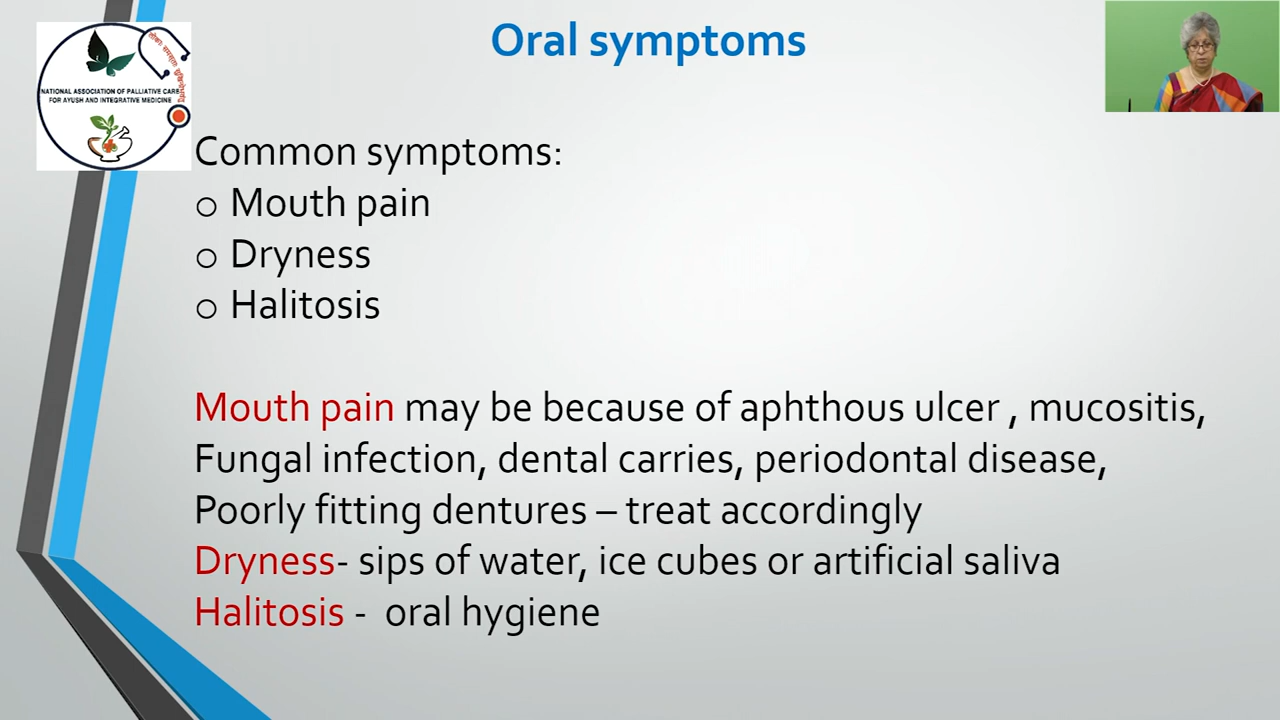 Oral symptoms
NATIONAL ASSOCIATION OF PALLIATIVE CARE
FOR AYUSH AND INTEGRATIVE MEDICINE
Common symptoms:
o Mouth pain
o Dryness
o Halitosis
Mouth pain may be because of aphthous ulcer , mucositis,
Fungal infection, dental carries, periodontal disease,
Poorly fitting dentures – treat accordingly
Dryness- sips of water, ice cubes or artificial saliva
Halitosis - oral hygiene